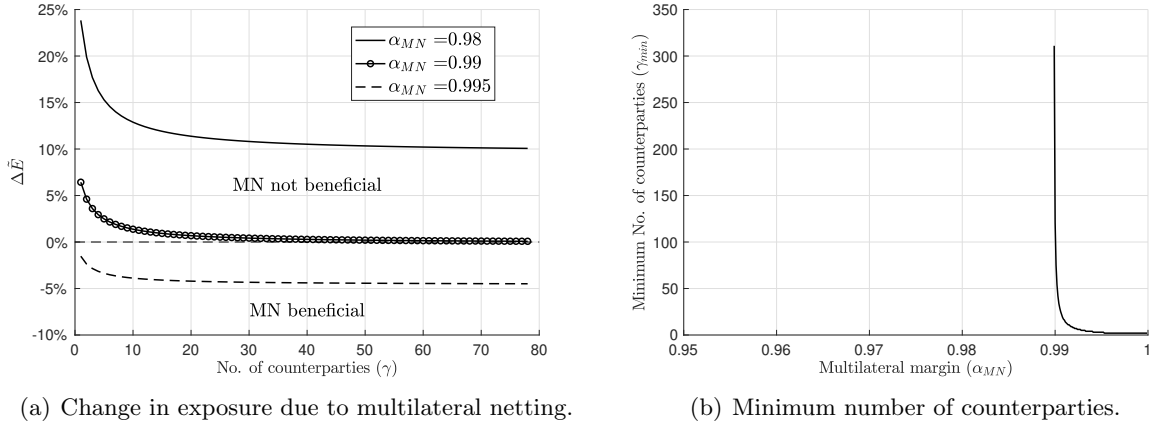 25%
20%
15%
10%
5%
0%
-5%
-10%
ΔẼ
α_MN =0.98
α_MN =0.99
α_MN =0.995
MN not beneficial
MN beneficial
0 10 20 30 40 50 60 70 80
No. of counterparties (γ)
(a) Change in exposure due to multilateral netting.
350
300
250
200
150
100
50
0
Minimum No. of counterparties (γ_min)
0.95 0.96 0.97 0.98 0.99 1
Multilateral margin (α_MN)
(b) Minimum number of counterparties.